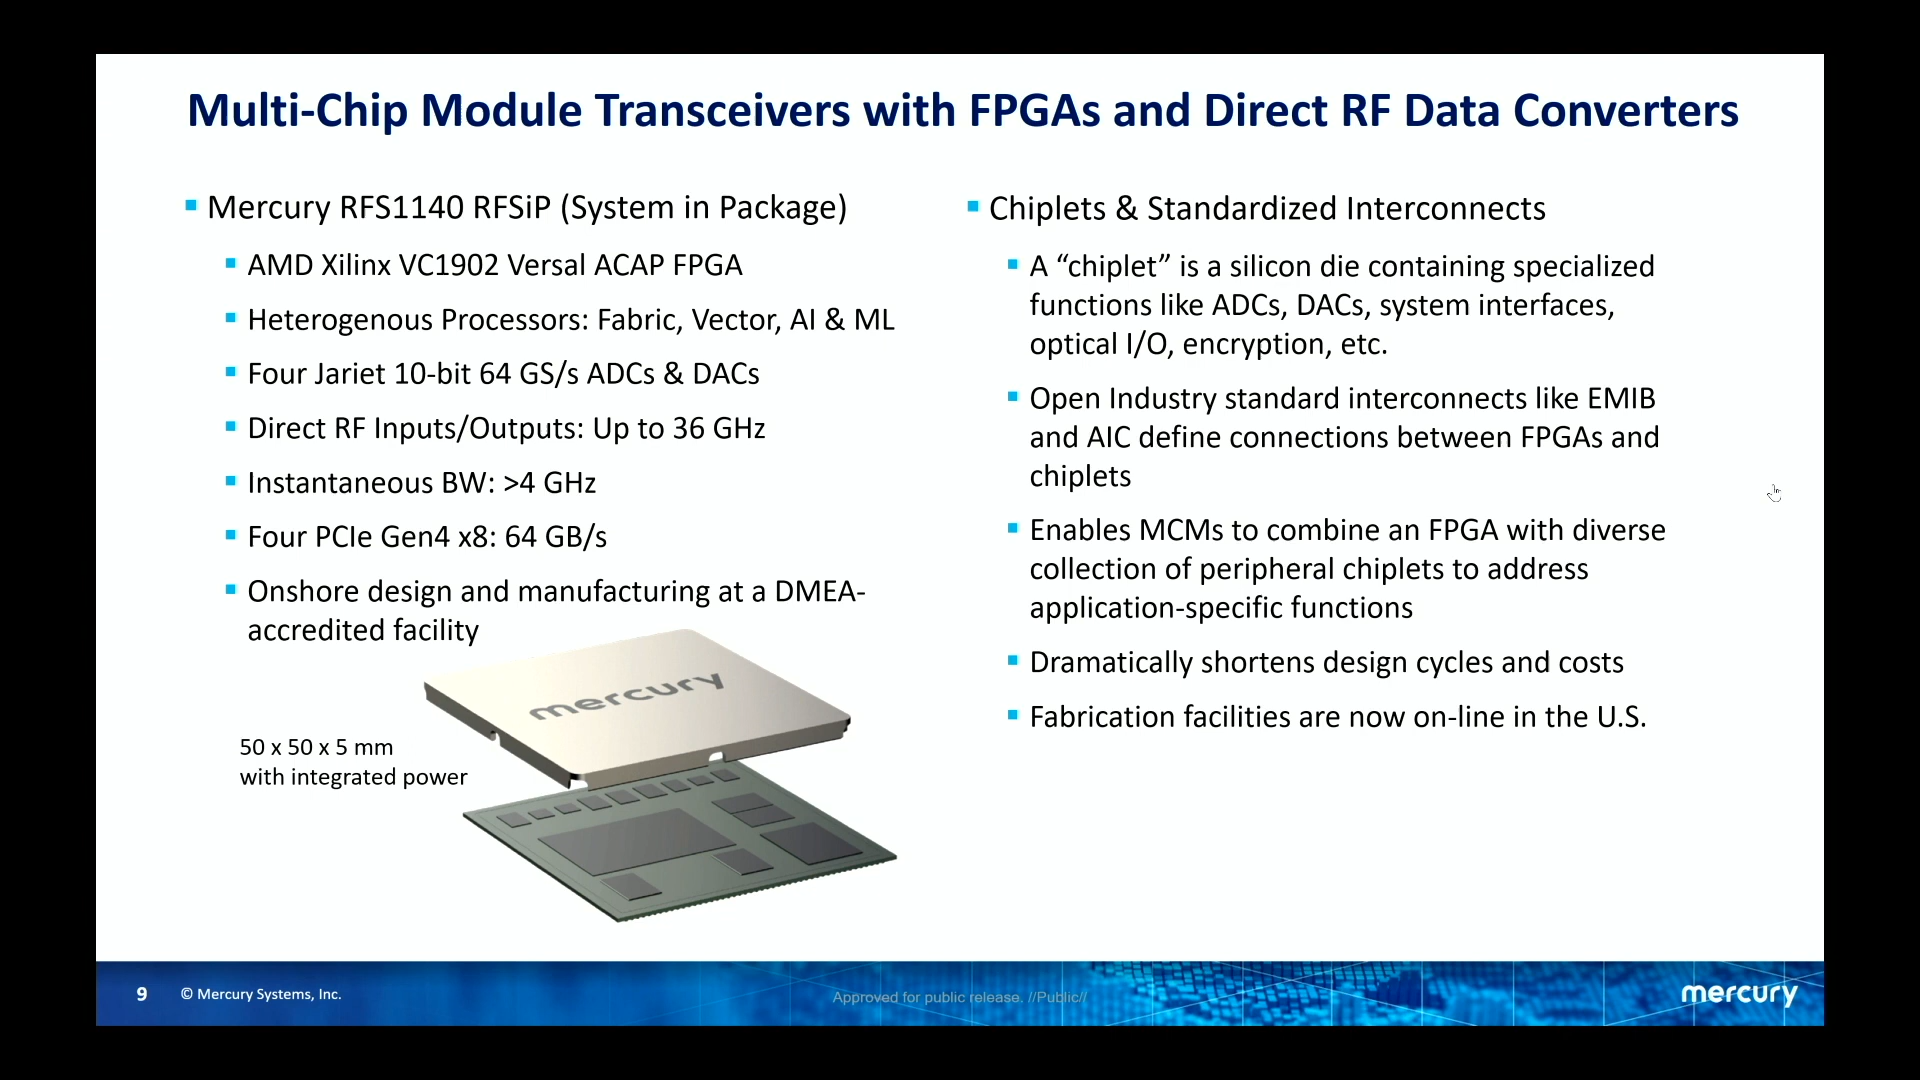 Multi-Chip Module Transceivers with FPGAs and Direct RF Data Converters
Mercury RFS1140 RFSiP (System in Package)
AMD Xilinx VC1902 Versal ACAP FPGA
Heterogenous Processors: Fabric, Vector, AI & ML
Four Jariet 10-bit 64 GS/s ADCs & DACs
Direct RF Inputs/Outputs: Up to 36 GHz
Instantaneous BW: >4 GHz
Four PCIe Gen4 x8: 64 GB/s
Onshore design and manufacturing at a DMEA-
accredited facility
mercury
50 x 50 x 5 mm
with integrated power
Chiplets & Standardized Interconnects
A “chiplet” is a silicon die containing specialized
functions like ADCs, DACs, system interfaces,
optical I/O, encryption, etc.
Open Industry standard interconnects like EMIB
and AIC define connections between FPGAs and
chiplets
Enables MCMs to combine an FPGA with diverse
collection of peripheral chiplets to address
application-specific functions
Dramatically shortens design cycles and costs
Fabrication facilities are now on-line in the U.S.
9
© Mercury Systems, Inc.
Approved for public release. //Public//
mercury